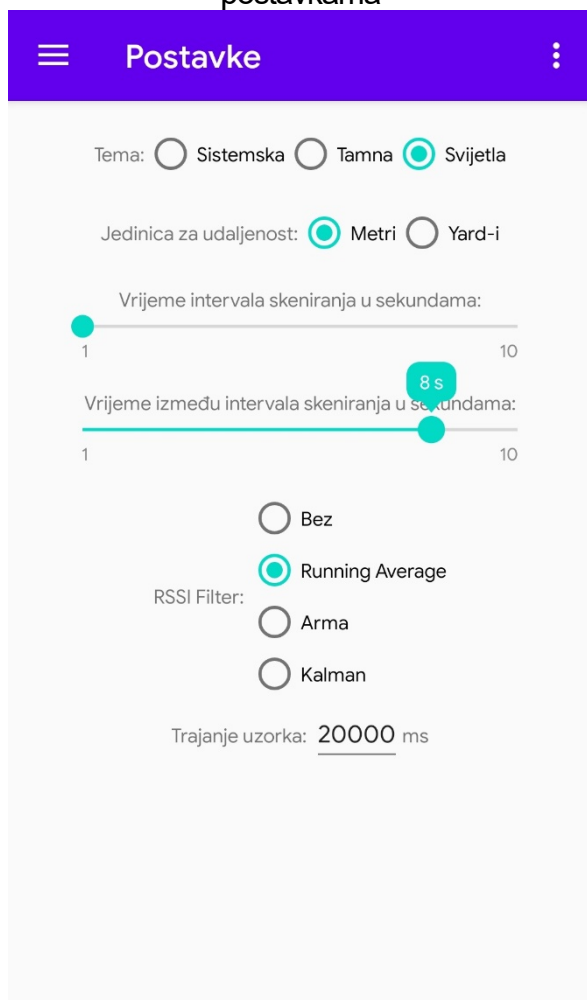 postavkama
Postavke
Tema: Sistemska Tamna Svijetla
Jedinica za udaljenost: Metri Yard-i
Vrijeme intervala skeniranja u sekundama:
1 10
8 s
Vrijeme između intervala skeniranja u sekundama:
1 10
Bez
Running Average
RSSI Filter:
Arma
Kalman
Trajanje uzorka: 20000 ms